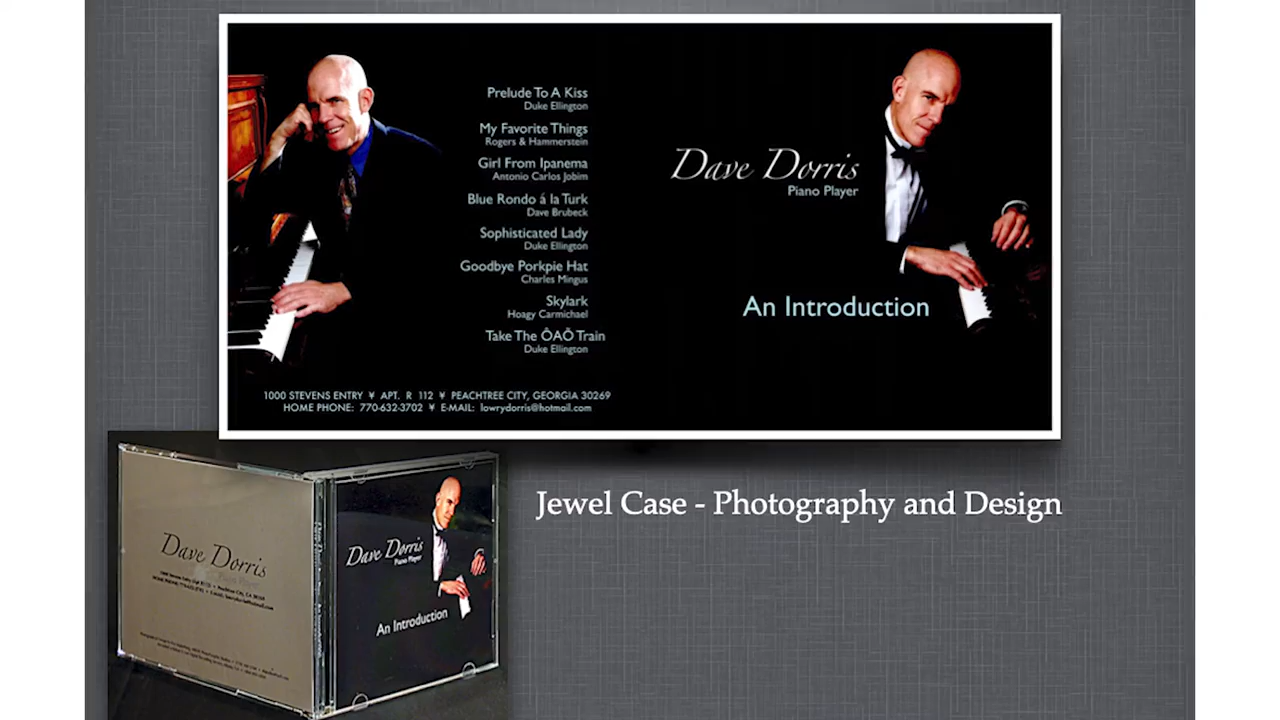 Prelude To A Kiss
Duke Ellington
My Favorite Things
Rogers & Hammerstein
Girl From Ipanema
Antonio Carlos Jobim
Blue Rondo á la Turk
Dave Brubeck
Sophisticated Lady
Duke Ellington
Goodbye Porkpie Hat
Charles Mingus
Skylark
Hoagy Carmichael
Take The ÔAÕ Train
Duke Ellington
1000 STEVENS ENTRY ¥ APT. R 112 ¥ PEACHTREE CITY, GEORGIA 30269
HOME PHONE: 770-632-3702 ¥ E-MAIL: lowrydorris@hotmail.com
Dave Dorris
Piano Player
An Introduction
Jewel Case - Photography and Design
Dave Dorris
Piano Player
Dave Dorris
Piano Player
An Introduction